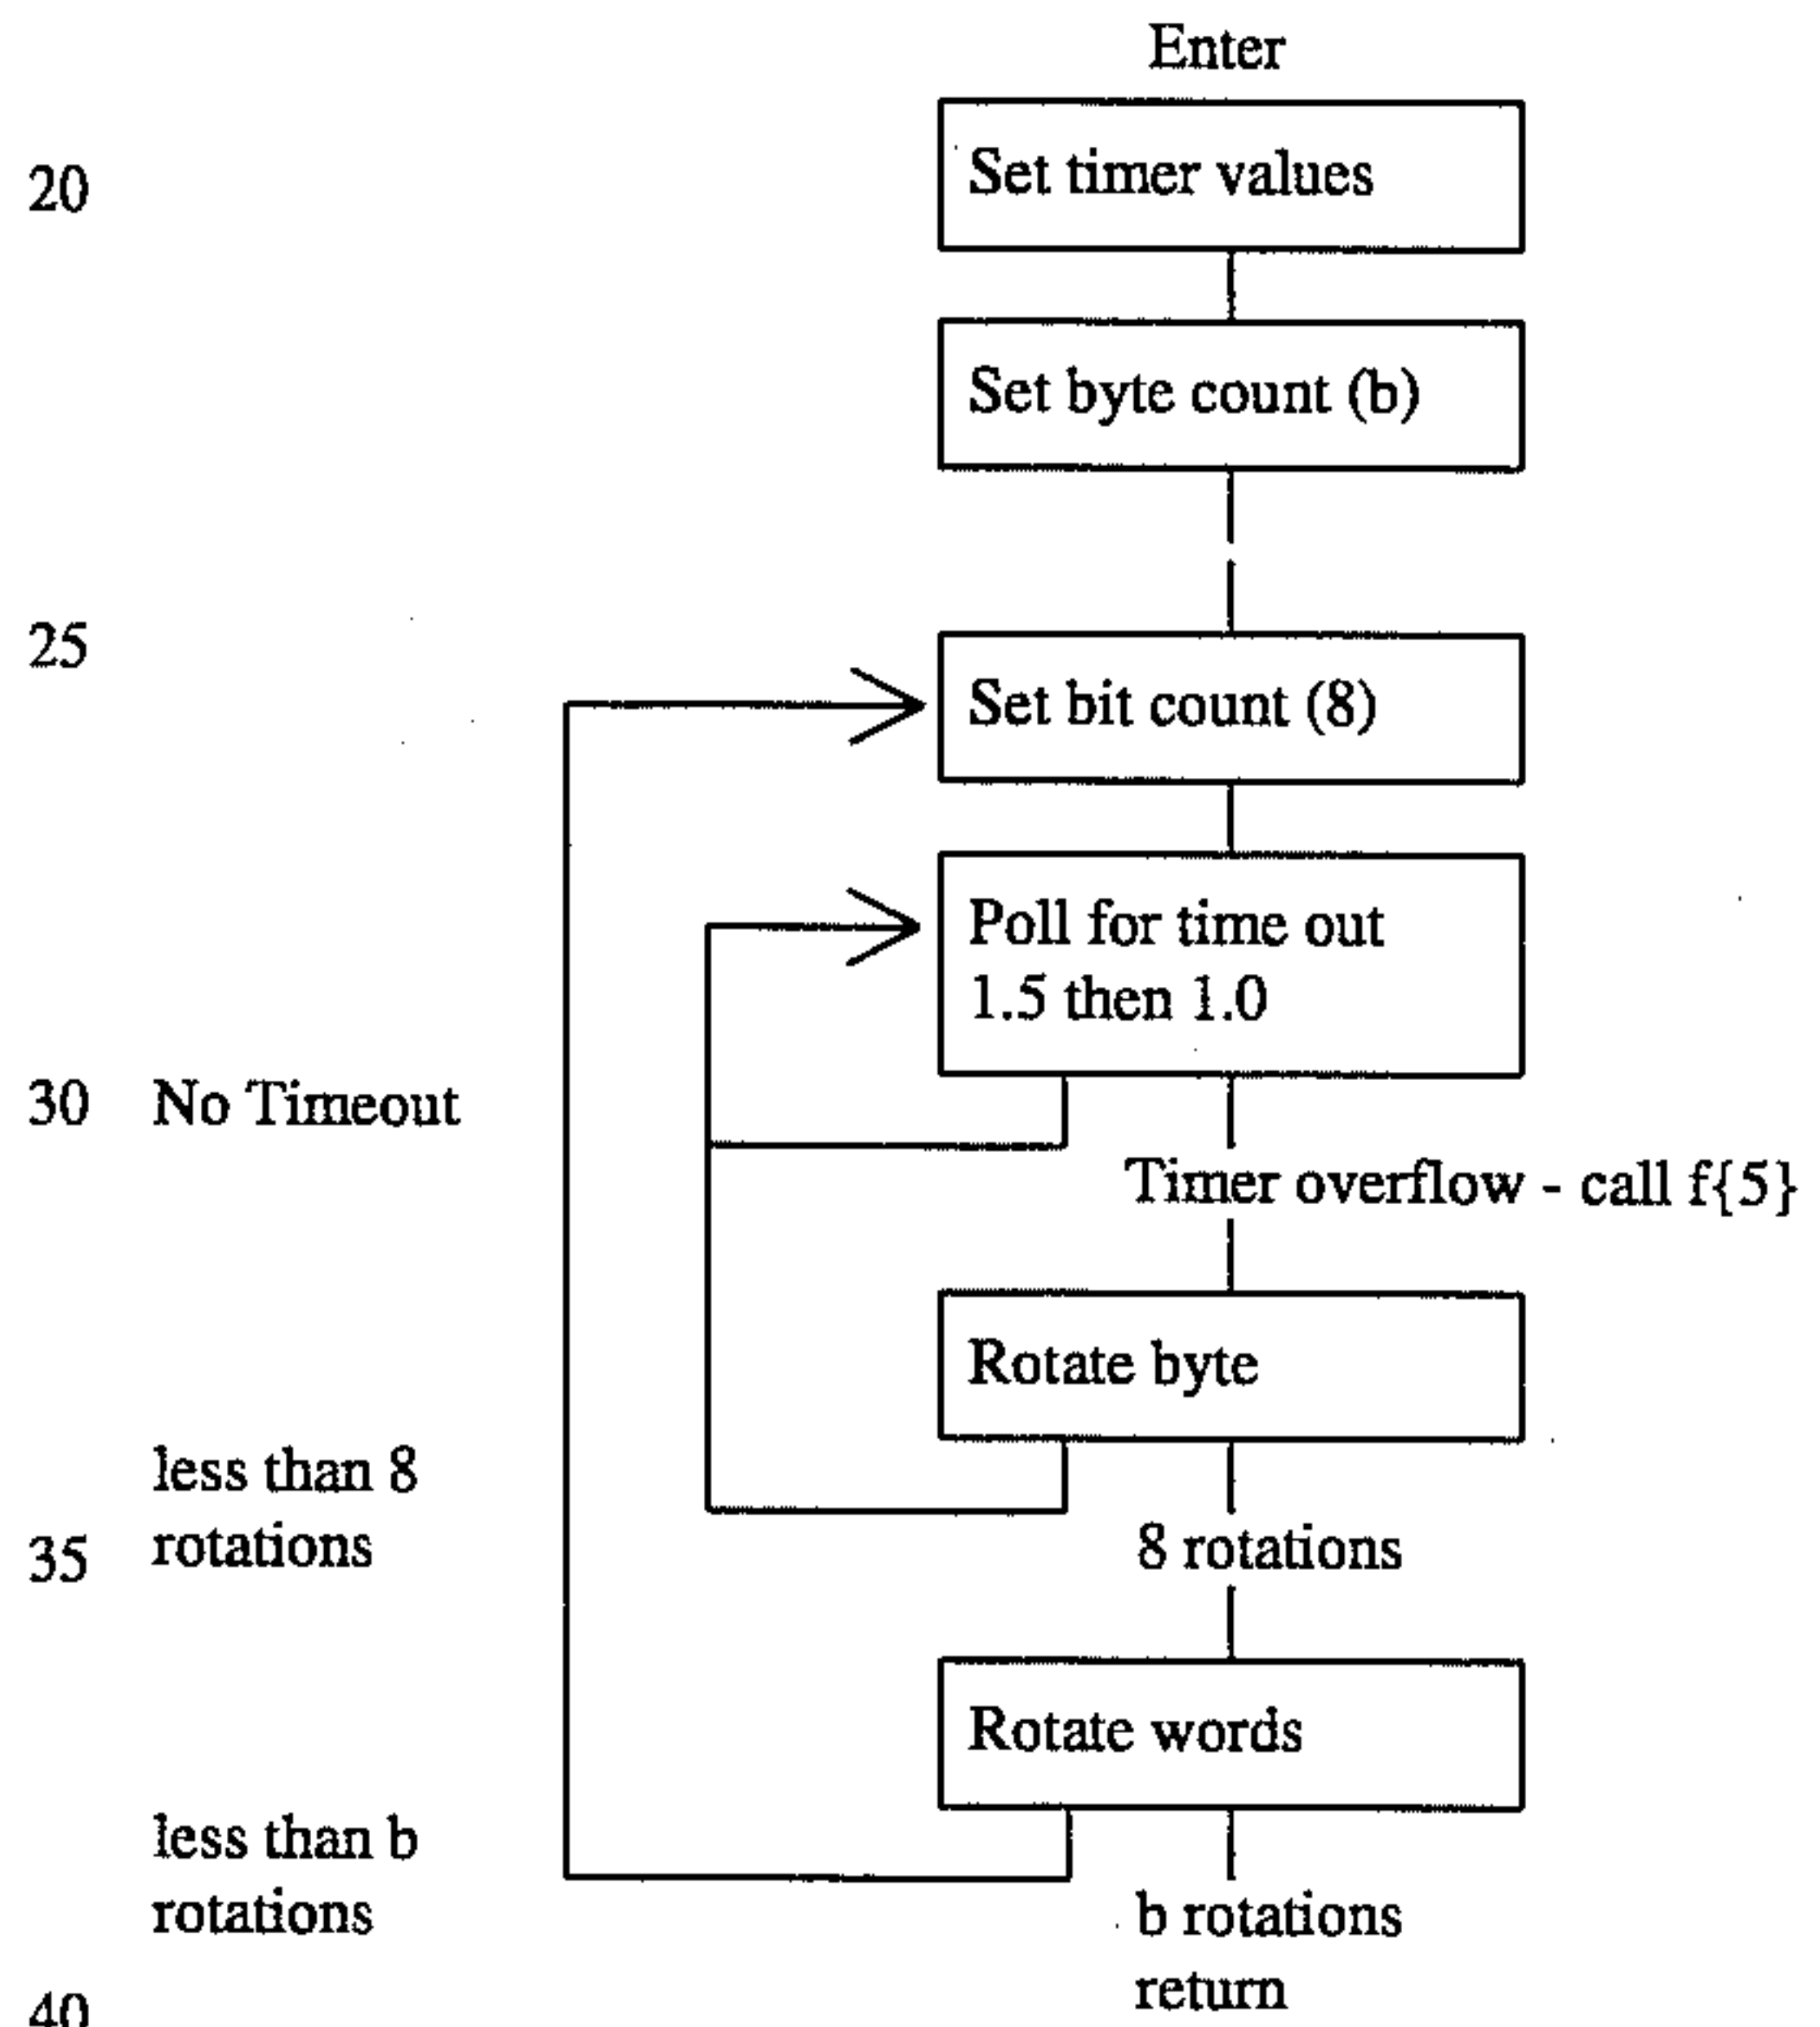 Enter
20
Set timer values
Set byte count (b)
25
Set bit count (8)
Poll for time out
1.5 then 1.0
30 No Timeout
Timer overflow - call f{5}
Rotate byte
less than 8
35 rotations
8 rotations
Rotate words
less than b
rotations
b rotations
return
40